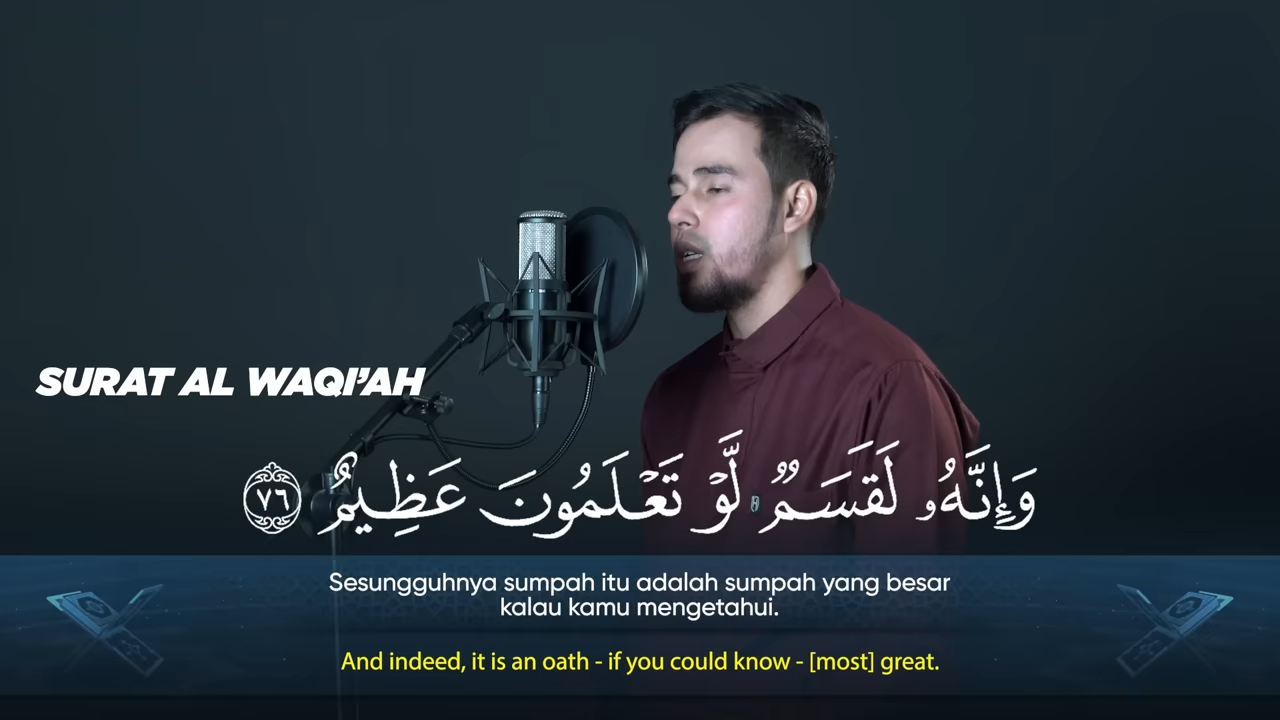 SURAT AL WAQI'AH
وَإِنَّهُۥ لَقَسَمٌۭ لَّوْ تَعْلَمُونَ عَظِيمٌ ٧٦
Sesungguhnya sumpah itu adalah sumpah yang besar
kalau kamu mengetahui.
And indeed, it is an oath - if you could know - [most] great.